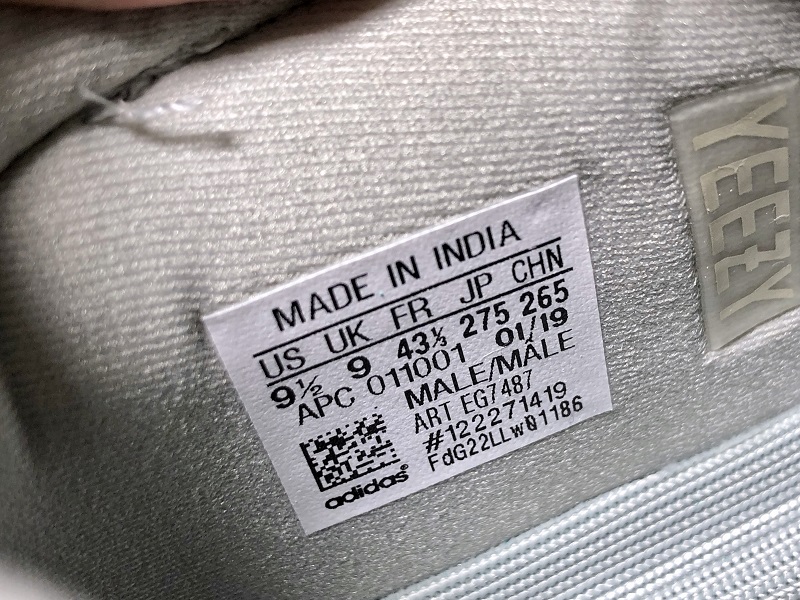 MADE IN INDIA
US UK FR JP CHN
9½ 9 43⅓ 275 265
APC 011001 01/19
MALE/MÂLE
ART EG7487
#122271419
FdG22LLw01186
adidas®
YEEZY